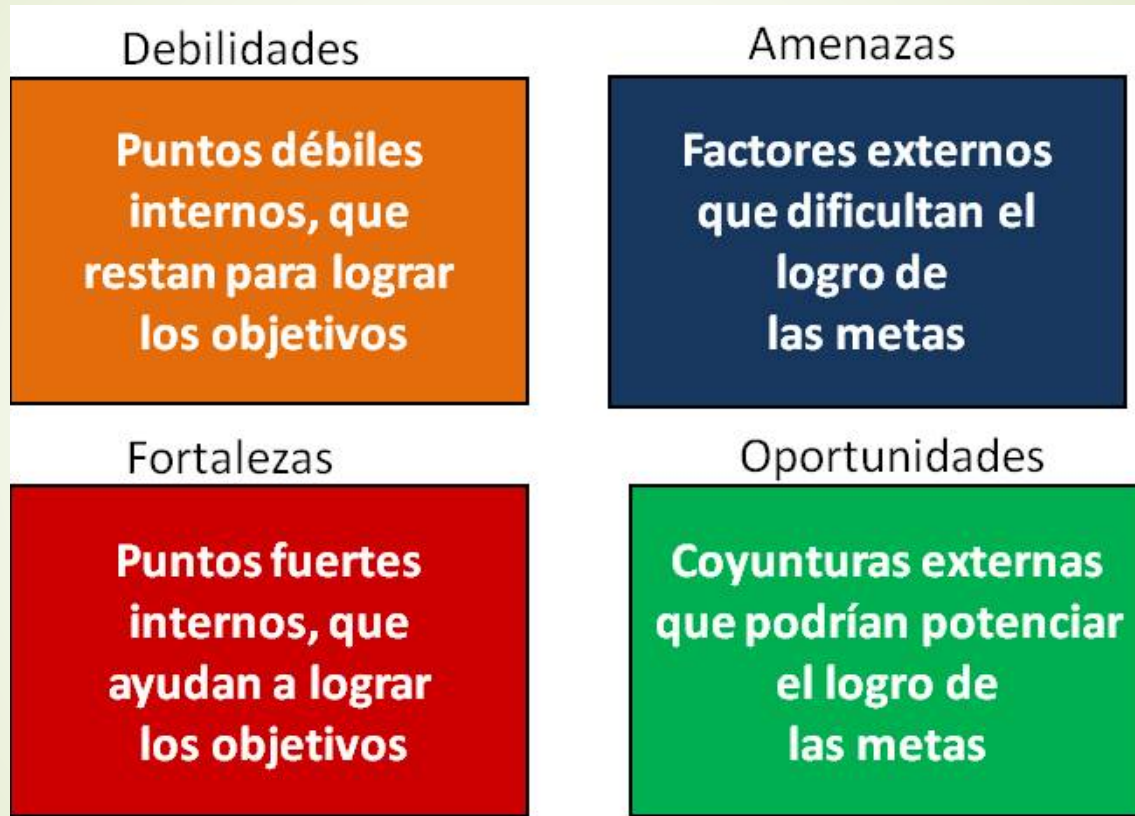 Debilidades
Puntos débiles
internos, que
restan para lograr
los objetivos
Amenazas
Factores externos
que dificultan el
logro de
las metas
Fortalezas
Puntos fuertes
internos, que
ayudan a lograr
los objetivos
Oportunidades
Coyunturas externas
que podrían potenciar
el logro de
las metas